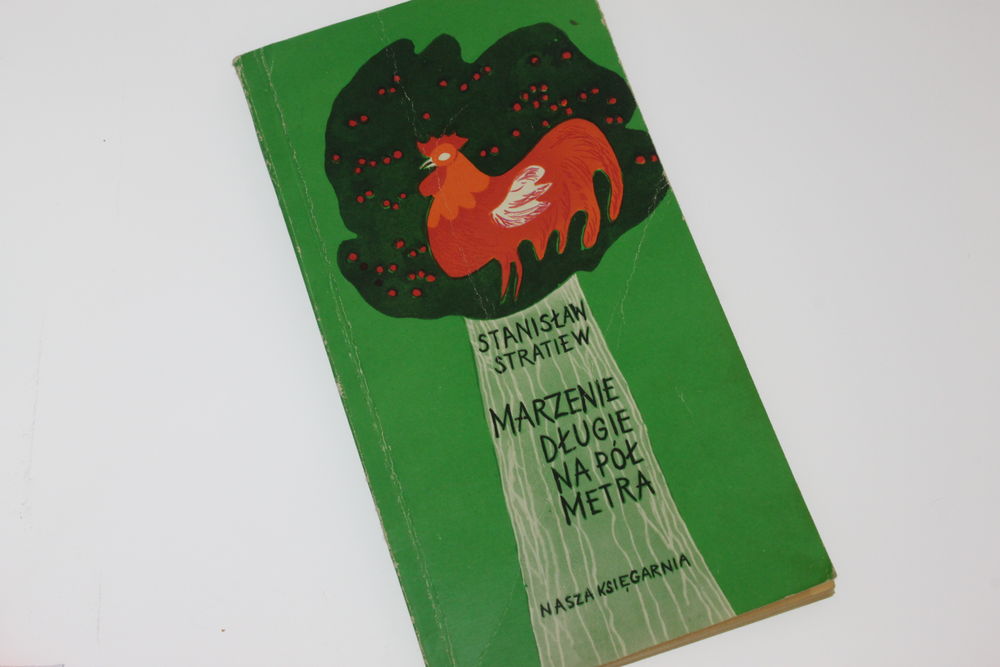 STANISŁAW
STRATIEW
MARZENIE
DŁUGIE
NA PÓŁ
METRA
NASZA KSIĘGARNIA